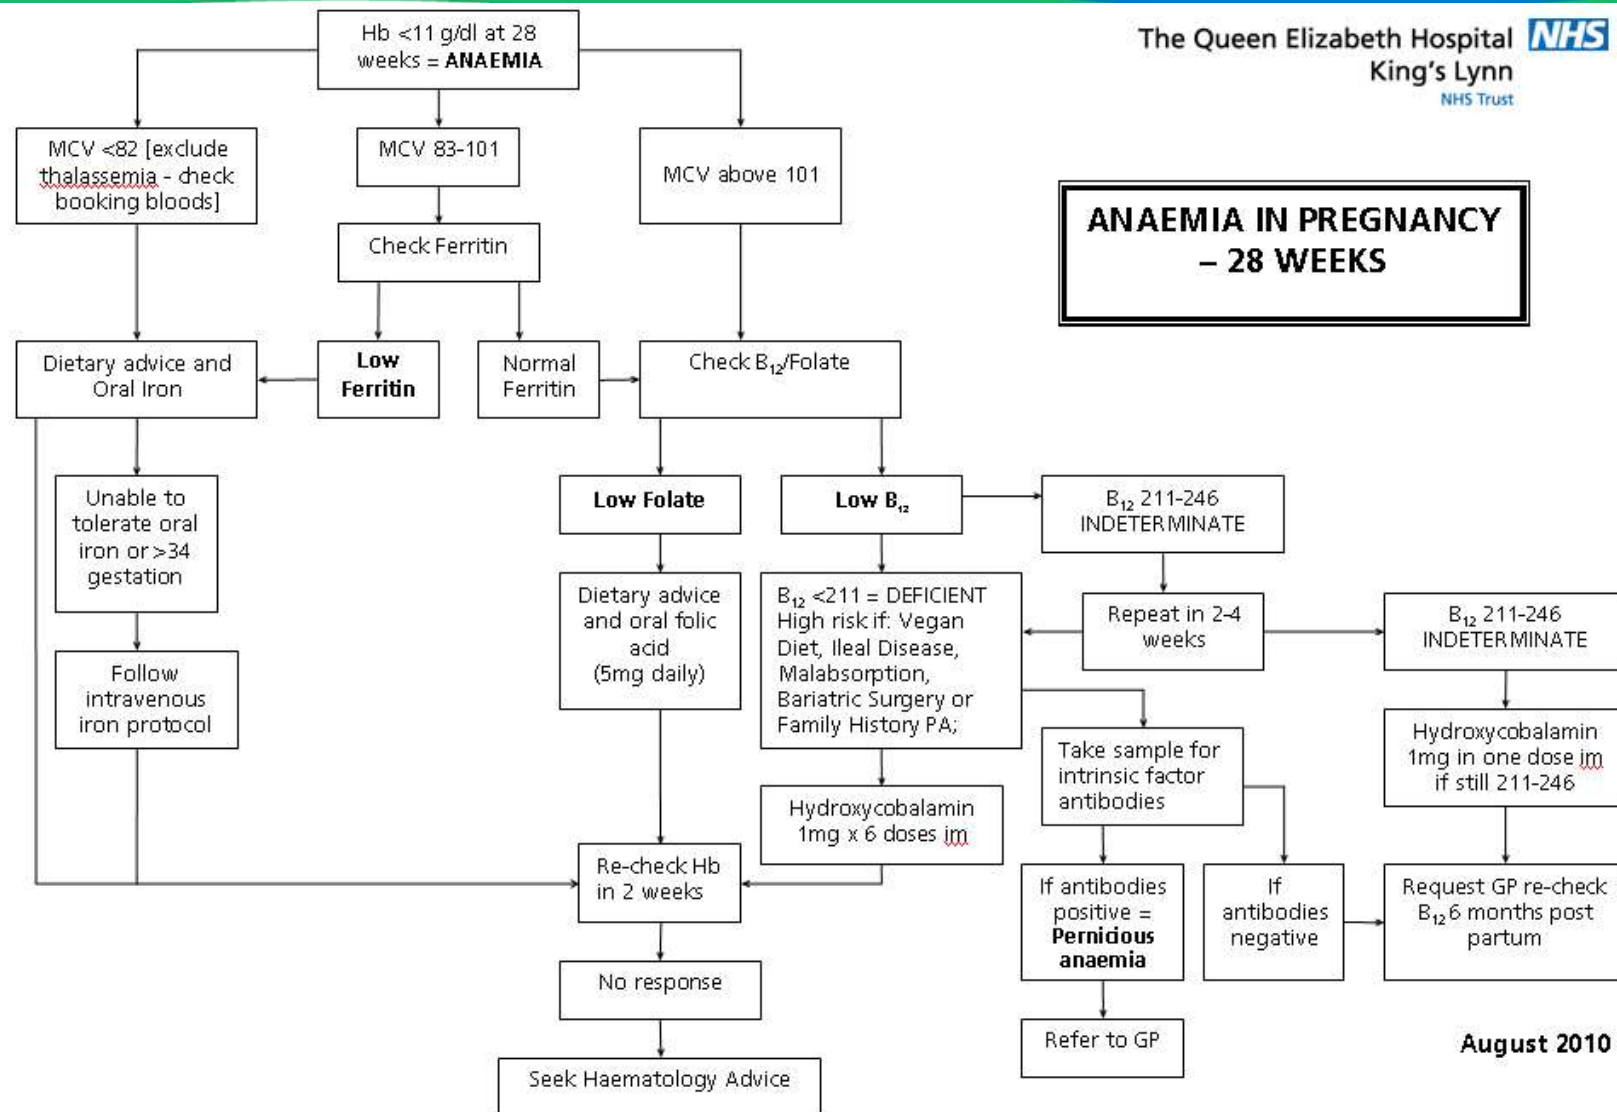 Hb <11 g/dl at 28
weeks = ANAEMIA
The Queen Elizabeth Hospital NHS
King's Lynn
NHS Trust
MCV <82 [exclude
thalassemia - check
booking bloods]
MCV 83-101
MCV above 101
ANAEMIA IN PREGNANCY
– 28 WEEKS
Check Ferritin
Dietary advice and
Oral Iron
Low
Ferritin
Normal
Ferritin
Check B₁₂/Folate
Unable to
tolerate oral
iron or >34
gestation
Low Folate
Low B₁₂
B₁₂ 211-246
INDETERMINATE
Dietary advice
and oral folic
acid
(5mg daily)
B₁₂ <211 = DEFICIENT
High risk if: Vegan
Diet, Ileal Disease,
Malabsorption,
Bariatric Surgery or
Family History PA;
Repeat in 2-4
weeks
B₁₂ 211-246
INDETERMINATE
Follow
intravenous
iron protocol
Take sample for
intrinsic factor
antibodies
Hydroxycobalamin
1mg in one dose im
if still 211-246
Hydroxycobalamin
1mg x 6 doses im
Re-check Hb
in 2 weeks
If antibodies
positive =
Pernicious
anaemia
If
antibodies
negative
Request GP re-check
B₁₂ 6 months post
partum
No response
Refer to GP
August 2010
Seek Haematology Advice